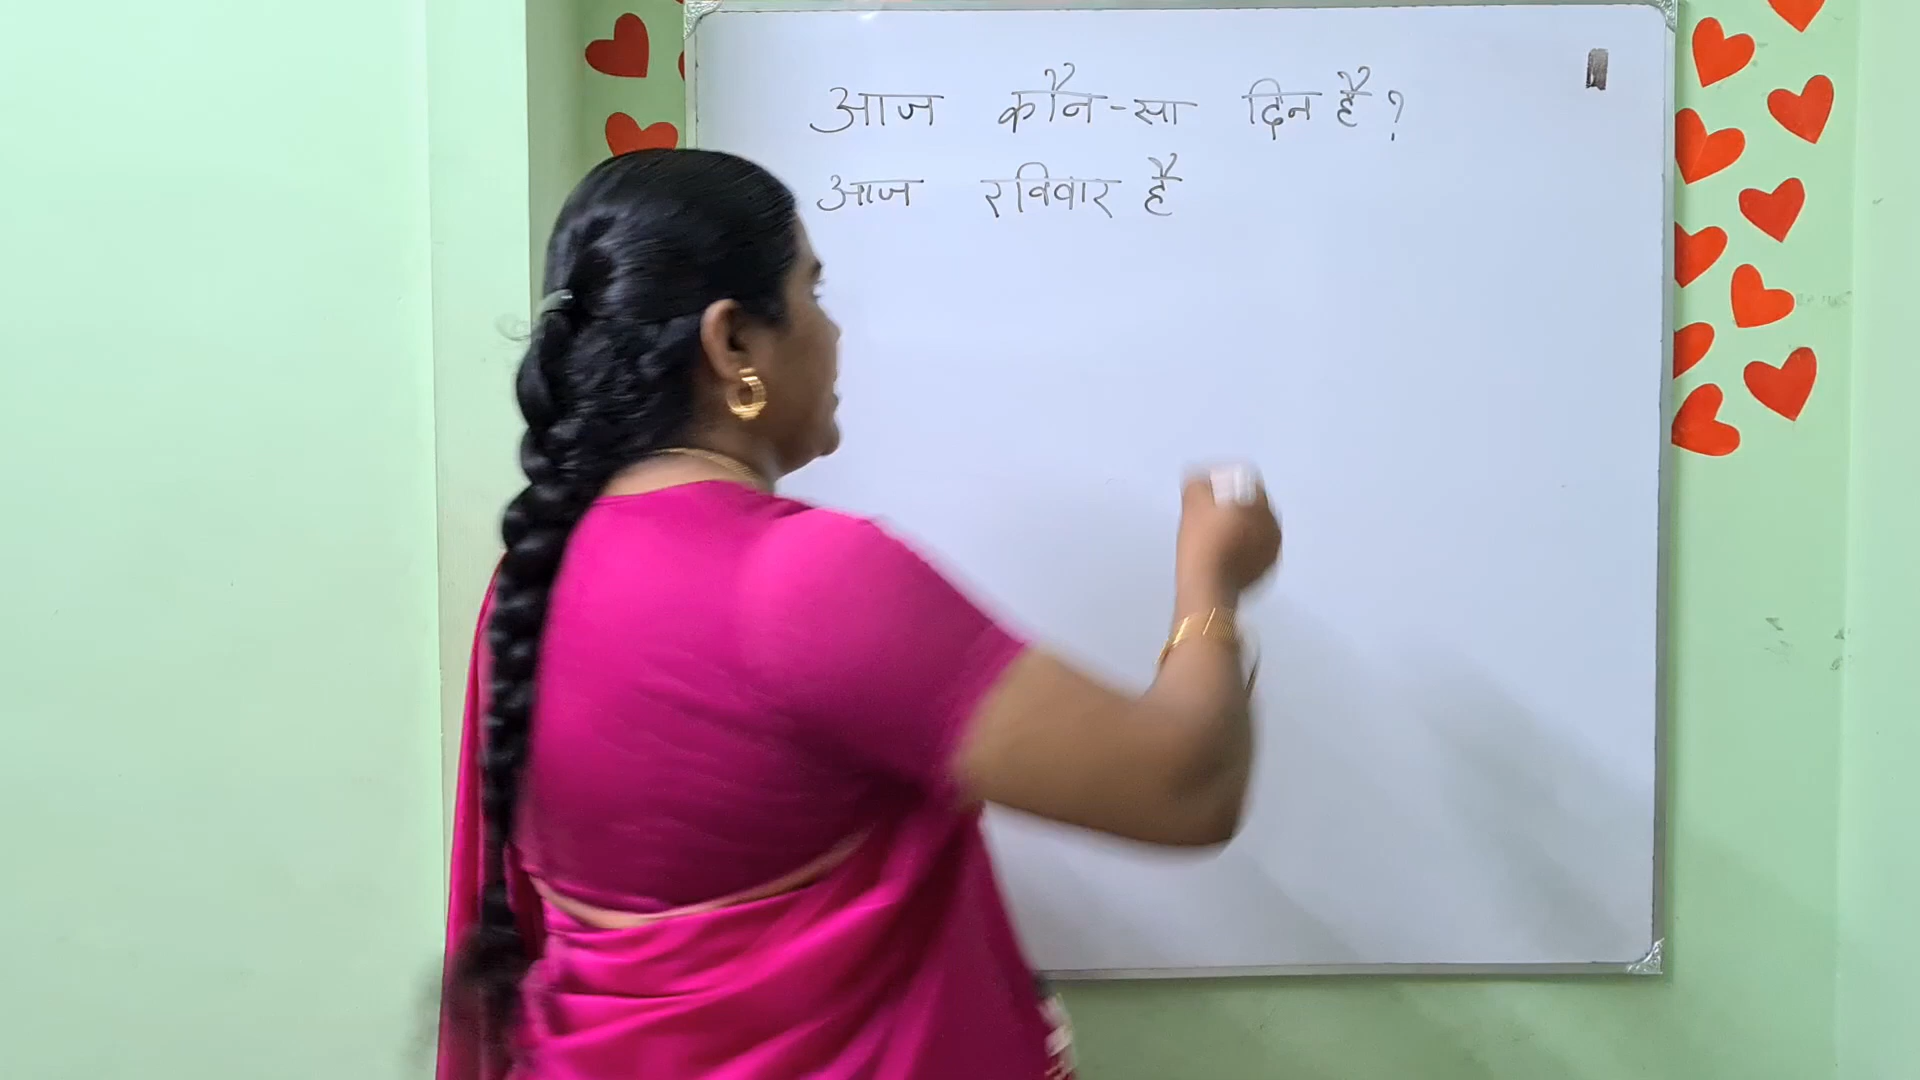 आज कौन-सा दिन है ?
आज रविवार है